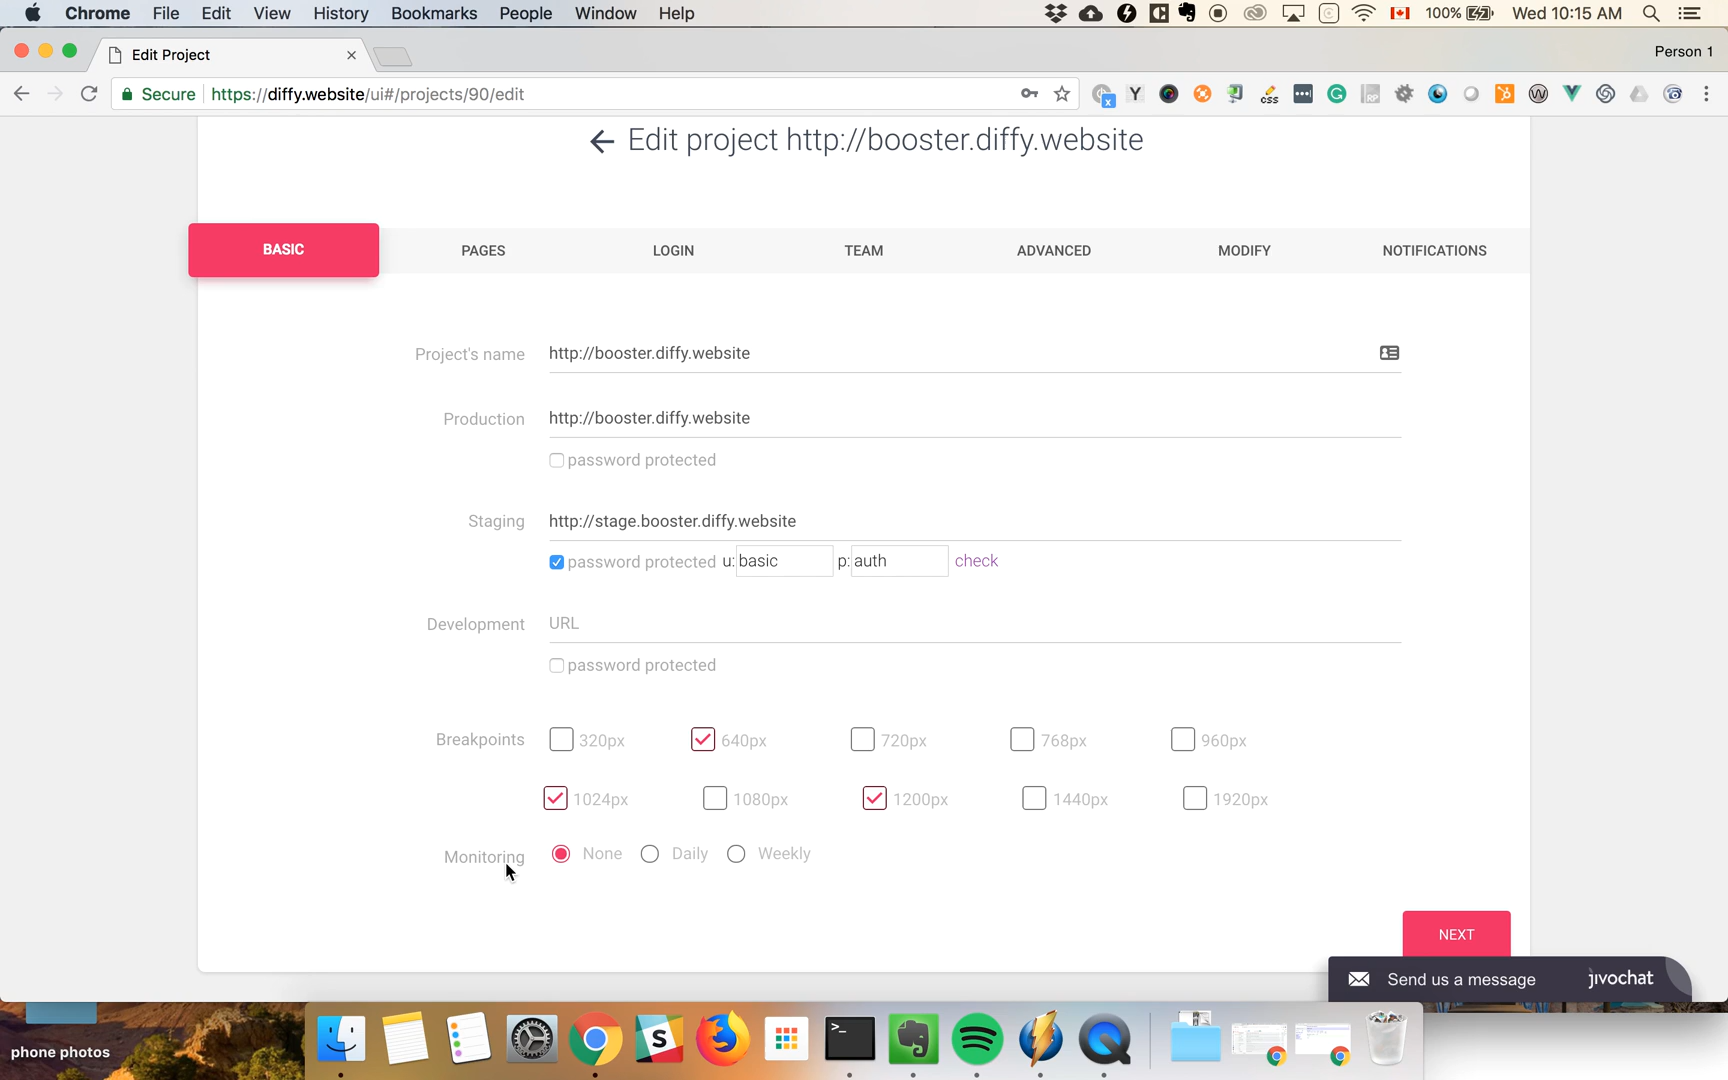 Chrome File Edit View History Bookmarks People Window Help 100% Wed 10:15 AM
Edit Project Person 1
Secure https://diffy.website/ui#/projects/90/edit
Edit project http://booster.diffy.website
BASIC PAGES LOGIN TEAM ADVANCED MODIFY NOTIFICATIONS
Project's name http://booster.diffy.website
Production http://booster.diffy.website
password protected
Staging http://stage.booster.diffy.website
password protected u: basic p: auth check
Development URL
password protected
Breakpoints 320px 640px 720px 768px 960px
1024px 1080px 1200px 1440px 1920px
Monitoring None Daily Weekly
NEXT
Send us a message jivochat
phone photos